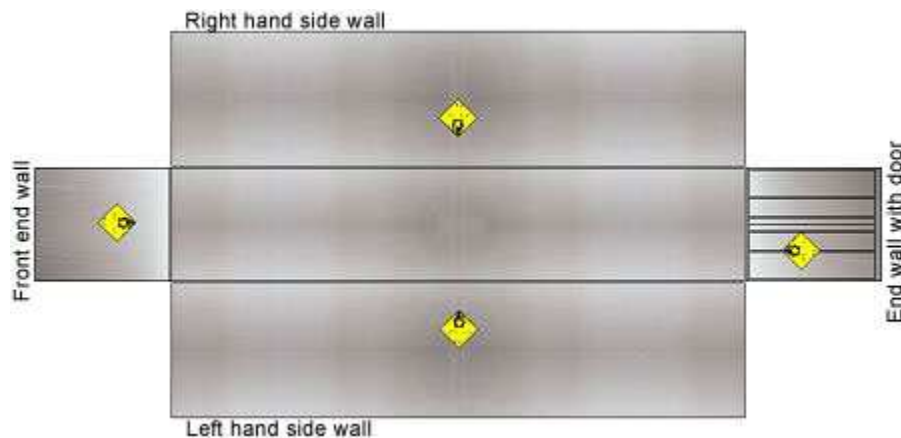 Right hand side wall
Front end wall
End wall with door
Left hand side wall